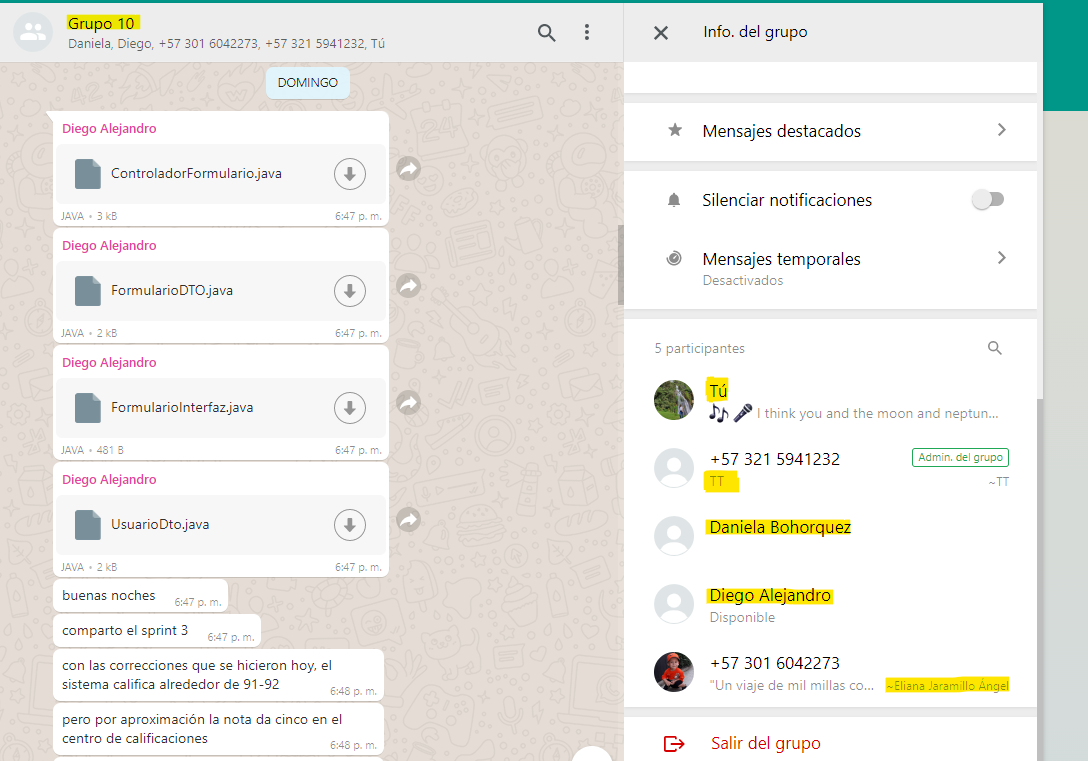 Grupo 10
Daniela, Diego, +57 301 6042273, +57 321 5941232, Tú
DOMINGO
Diego Alejandro
ControladorFormulario.java
JAVA • 3 kB
6:47 p. m.
Diego Alejandro
FormularioDTO.java
JAVA • 2 kB
6:47 p. m.
Diego Alejandro
FormularioInterfaz.java
JAVA • 481 B
6:47 p. m.
Diego Alejandro
UsuarioDto.java
JAVA • 2 kB
6:47 p. m.
buenas noches
6:47 p. m.
comparto el sprint 3
6:47 p. m.
con las correcciones que se hicieron hoy, el
sistema califica alrededor de 91-92
6:48 p. m.
pero por aproximación la nota da cinco en el
centro de calificaciones
6:48 p. m.
Info. del grupo
Mensajes destacados
Silenciar notificaciones
Mensajes temporales
Desactivados
5 participantes
Tú
🎶 🎤 I think you and the moon and neptun...
+57 321 5941232
Admin. del grupo
TT
~TT
Daniela Bohorquez
Diego Alejandro
Disponible
+57 301 6042273
"Un viaje de mil millas co...
~Eliana Jaramillo Ángel
Salir del grupo